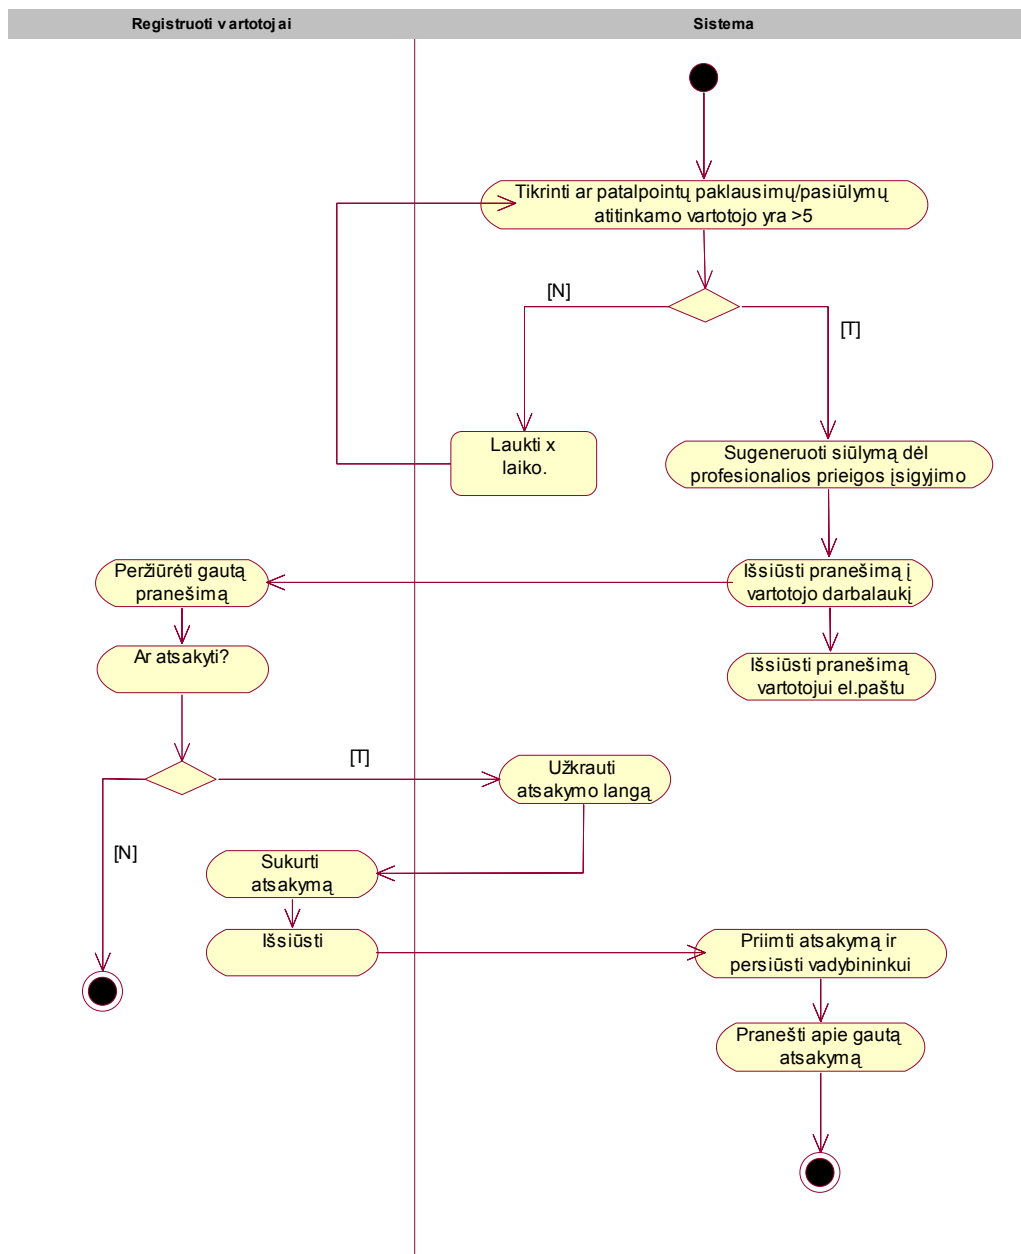 Registruoti vartotojai
Sistema
Tikrinti ar patalpointų paklausimų/pasiūlymų
atitinkamo vartotojo yra >5
[N]
[T]
Laukti x
laiko.
Sugeneruoti siūlymą dėl
profesionalios prieigos įsigyjimo
Peržiūrėti gautą
pranešimą
Išsiūsti pranešimą į
vartotojo darbalaukį
Ar atsakyti?
Išsiūsti pranešimą
vartotojui el.paštu
[T]
Užkrauti
atsakymo langą
[N]
Sukurti
atsakymą
Išsiūsti
Priimti atsakymą ir
persiūsti vadybininkui
Pranešti apie gautą
atsakymą